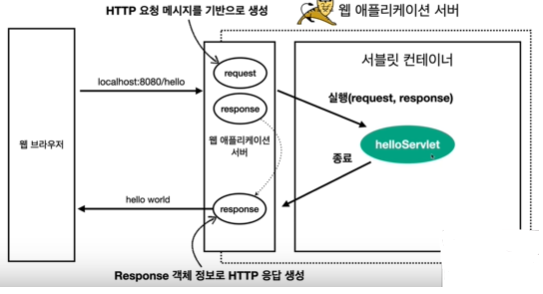 HTTP 요청 메시지를 기반으로 생성
웹 애플리케이션 서버
서블릿 컨테이너
localhost:8080/hello
request
실행(request, response)
response
웹 브라우저
웹 애플리케이션
서버
helloServlet
종료
hello world
response
Response 객체 정보로 HTTP 응답 생성